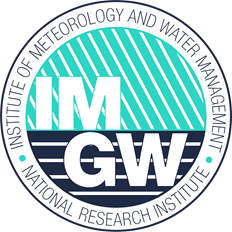 INSTITUTE OF METEOROLOGY AND WATER MANAGEMENT
IM
GW
• NATIONAL RESEARCH INSTITUTE •